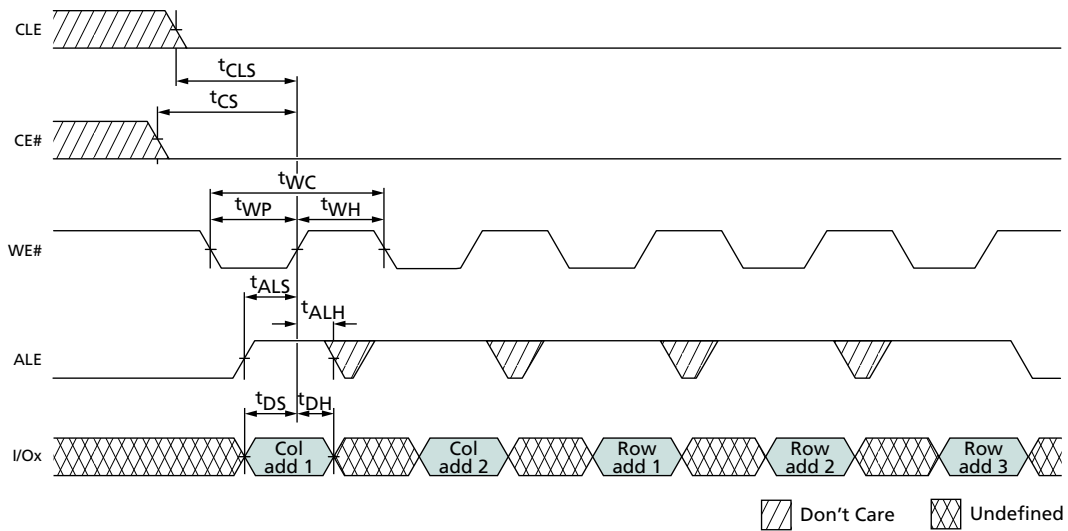 CLE
tCLS
tCS
CE#
tWC
tWP
tWH
WE#
tALS
tALH
ALE
tDS
tDH
I/Ox
Col
add 1
Col
add 2
Row
add 1
Row
add 2
Row
add 3
Don't Care
Undefined